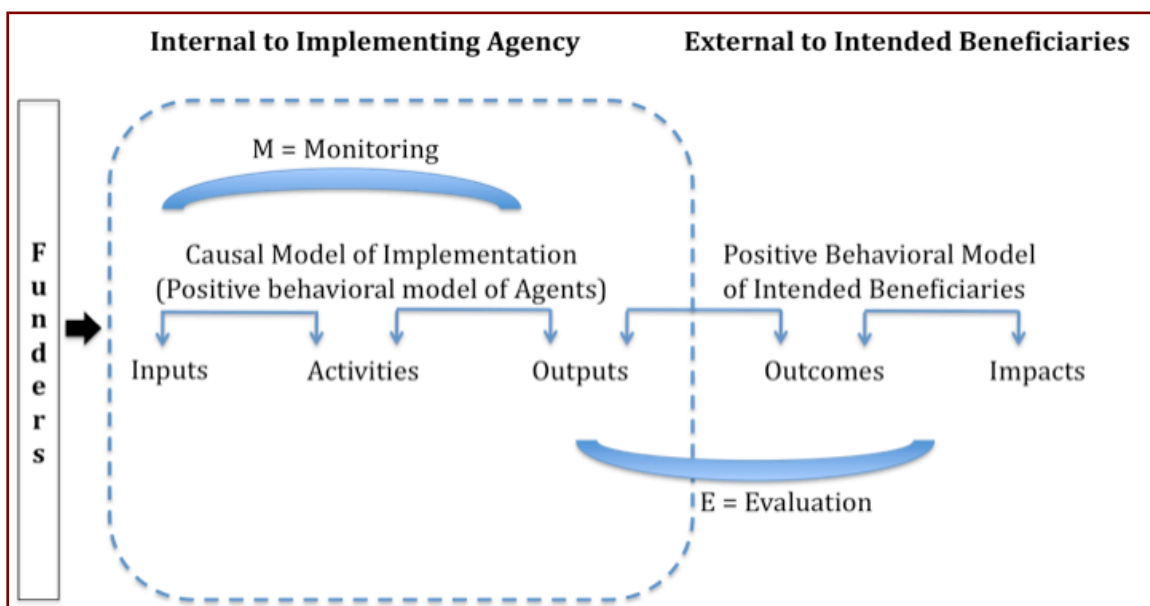 Internal to Implementing Agency
External to Intended Beneficiaries
Funders
M = Monitoring
Causal Model of Implementation
(Positive behavioral model of Agents)
Positive Behavioral Model
of Intended Beneficiaries
Inputs
Activities
Outputs
Outcomes
Impacts
E = Evaluation